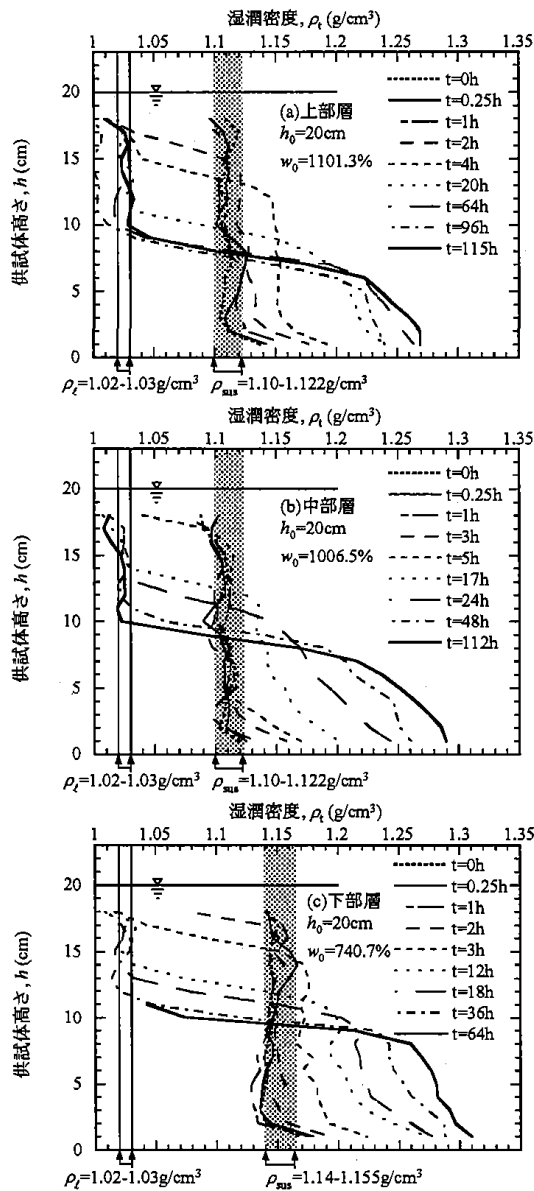 湿潤密度, ρt (g/cm³)
1 1.05 1.1 1.15 1.2 1.25 1.3 1.35
供試体高さ, h (cm)
20
15
10
5
0
(a)上部層
h₀=20cm
w₀=1101.3%
t=0h
t=0.25h
t=1h
t=2h
t=4h
t=20h
t=64h
t=96h
t=115h
ρℓ=1.02-1.03g/cm³
ρsus=1.10-1.122g/cm³
湿潤密度, ρt (g/cm³)
1 1.05 1.1 1.15 1.2 1.25 1.3 1.35
供試体高さ, h (cm)
20
15
10
5
0
(b)中部層
h₀=20cm
w₀=1006.5%
t=0h
t=0.25h
t=1h
t=3h
t=5h
t=17h
t=24h
t=48h
t=112h
ρℓ=1.02-1.03g/cm³
ρsus=1.10-1.122g/cm³
湿潤密度, ρt (g/cm³)
1 1.05 1.1 1.15 1.2 1.25 1.3 1.35
供試体高さ, h (cm)
20
15
10
5
0
(c)下部層
h₀=20cm
w₀=740.7%
t=0h
t=0.25h
t=1h
t=2h
t=3h
t=12h
t=18h
t=36h
t=64h
ρℓ=1.02-1.03g/cm³
ρsus=1.14-1.155g/cm³